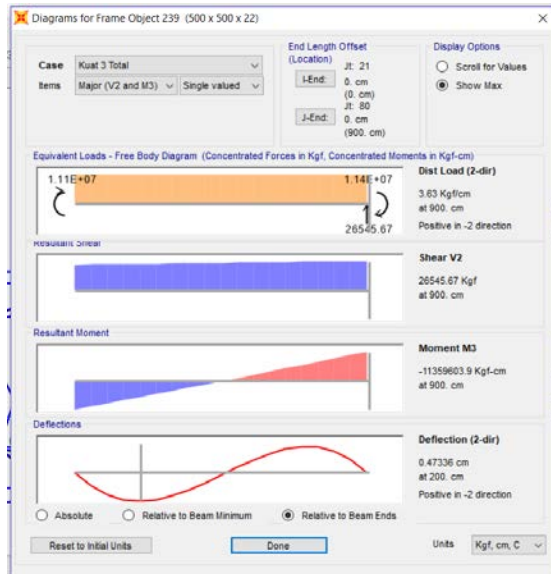 Diagrams for Frame Object 239 (500 x 500 x 22)
Case Kuat 3 Total
Items Major (V2 and M3) Single valued
End Length Offset
(Location)
Jt: 21
I-End: 0. cm
(0. cm)
Jt: 80
J-End: 0. cm
(900. cm)
Display Options
Scroll for Values
Show Max
Equivalent Loads - Free Body Diagram (Concentrated Forces in Kgf, Concentrated Moments in Kgf-cm)
1.11E+07 1.14E+07
26545.67
Dist Load (2-dir)
3.63 Kgf/cm
at 900. cm
Positive in -2 direction
Resultant Shear
Shear V2
26545.67 Kgf
at 900. cm
Resultant Moment
Moment M3
-11359603.9 Kgf-cm
at 900. cm
Deflections
Deflection (2-dir)
0.47336 cm
at 200. cm
Positive in -2 direction
Absolute Relative to Beam Minimum Relative to Beam Ends
Reset to Initial Units Done Units Kgf, cm, C